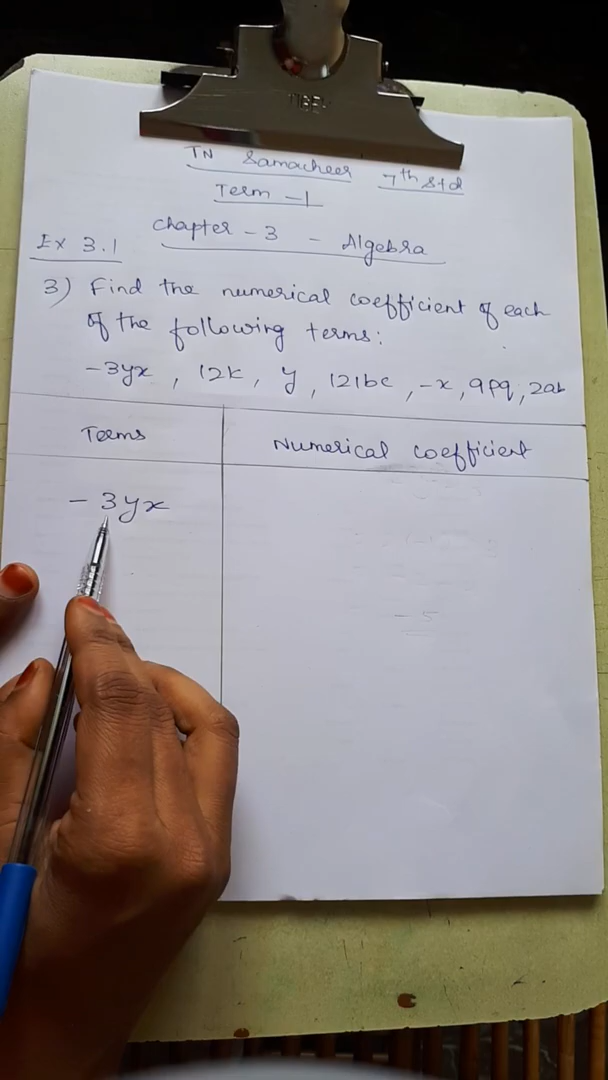 TIBEX
TN Samacheer 7th Std
Term - 1
Chapter - 3 - Algebra
Ex 3.1
3) Find the numerical coefficient of each
of the following terms:
-3yx, 12k, y, 121bc, -x, 9pq, 2ab
Terms
Numerical coefficient
- 3yx